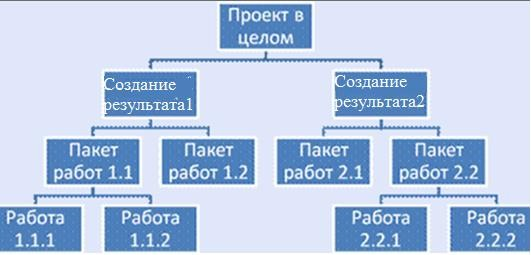 Проект в
целом
Создание
результата1
Создание
результата2
Пакет
работ 1.1
Пакет
работ 1.2
Пакет
работ 2.1
Пакет
работ 2.2
Работа
1.1.1
Работа
1.1.2
Работа
2.2.1
Работа
2.2.2